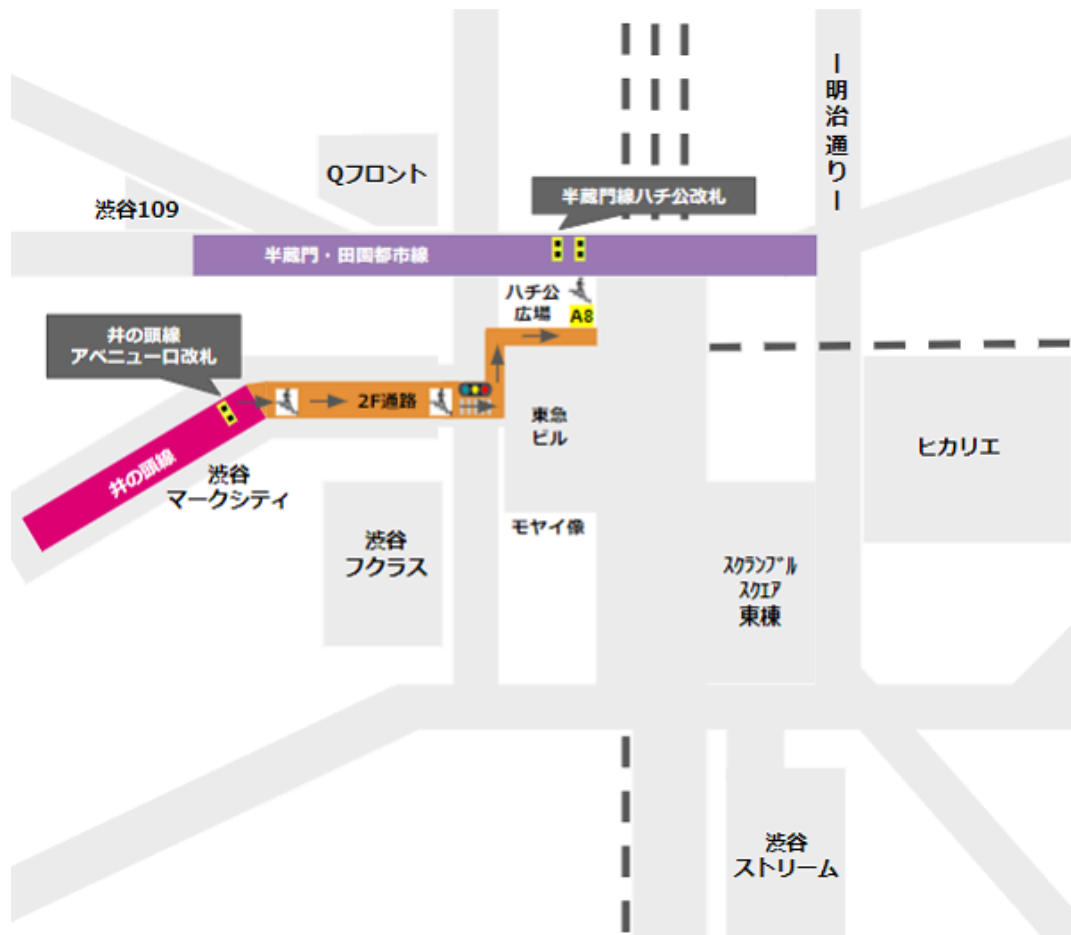 ー明治通りー
Qフロント
半蔵門線ハチ公改札
渋谷109
半蔵門・田園都市線
ハチ公
広場
A8
井の頭線
アベニュー口改札
2F通路
東急
ビル
ヒカリエ
井の頭線
渋谷
マークシティ
モヤイ像
渋谷
フクラス
スクランブル
スクエア
東棟
渋谷
ストリーム